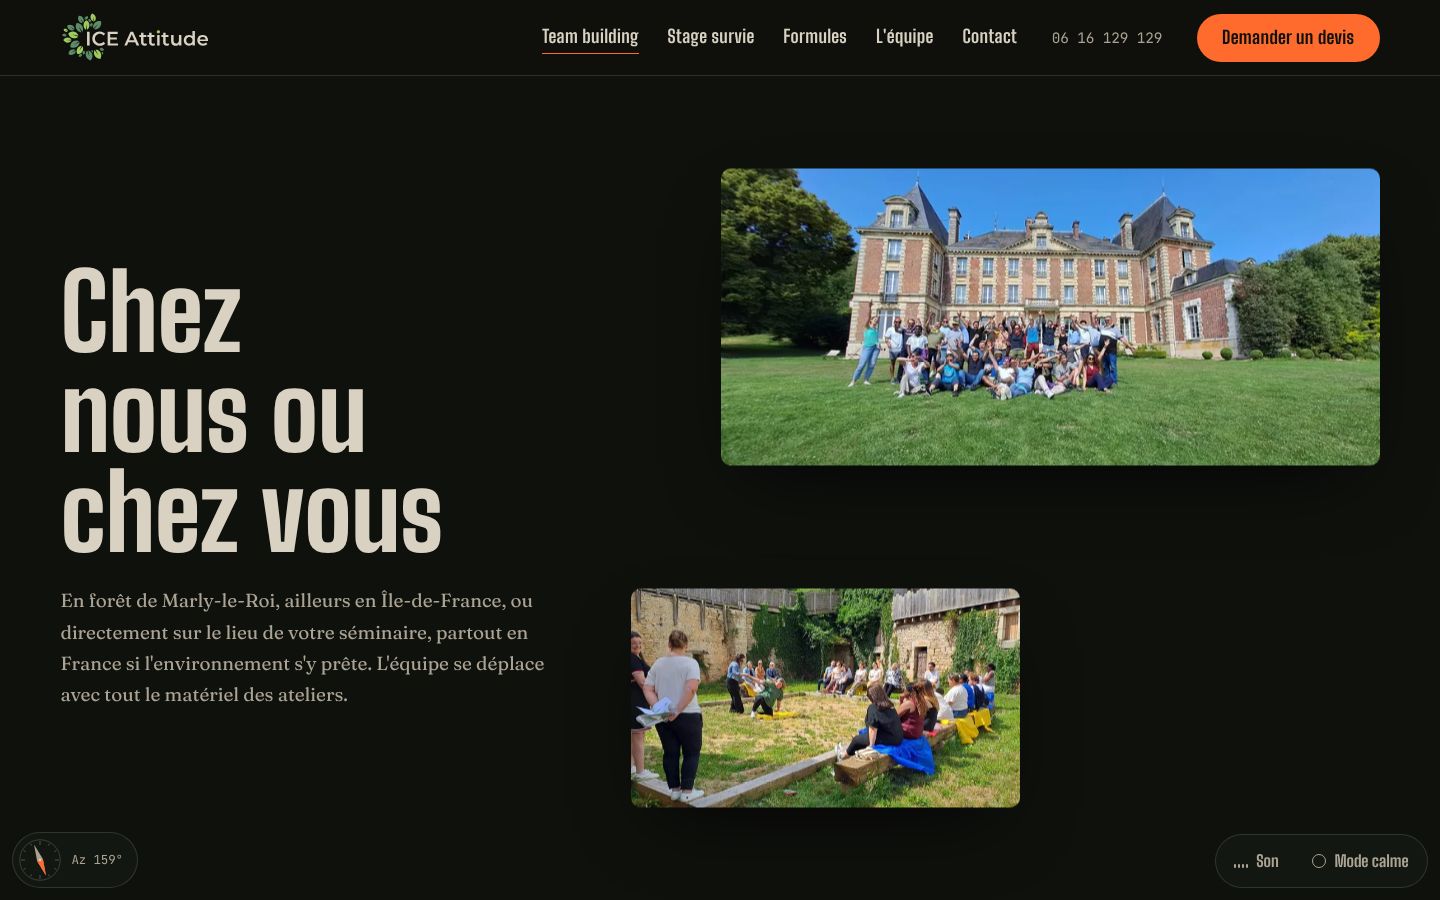 ICE Attitude
Team building
Stage survie
Formules
L'équipe
Contact
06 16 129 129
Demander un devis
Chez
nous ou
chez vous
En forêt de Marly-le-Roi, ailleurs en Île-de-France, ou
directement sur le lieu de votre séminaire, partout en
France si l'environnement s'y prête. L'équipe se déplace
avec tout le matériel des ateliers.
Az 159°
Son
Mode calme